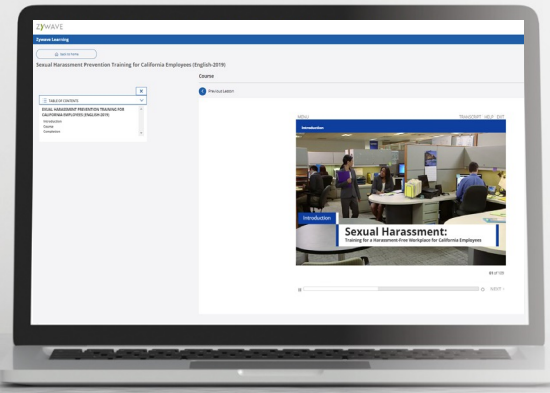 ZYWAVE
Zywave Learning
Back to home
Sexual Harassment Prevention Training for California Employees (English-2019)
Course
Previous Lesson
TABLE OF CONTENTS
SEXUAL HARASSMENT PREVENTION TRAINING FOR
CALIFORNIA EMPLOYEES (ENGLISH-2019)
Introduction
Course
Completion
MENU
TRANSCRIPT HELP EXIT
Introduction
Introduction
Sexual Harassment:
Training for a Harassment-Free Workplace for California Employees
NEXT >